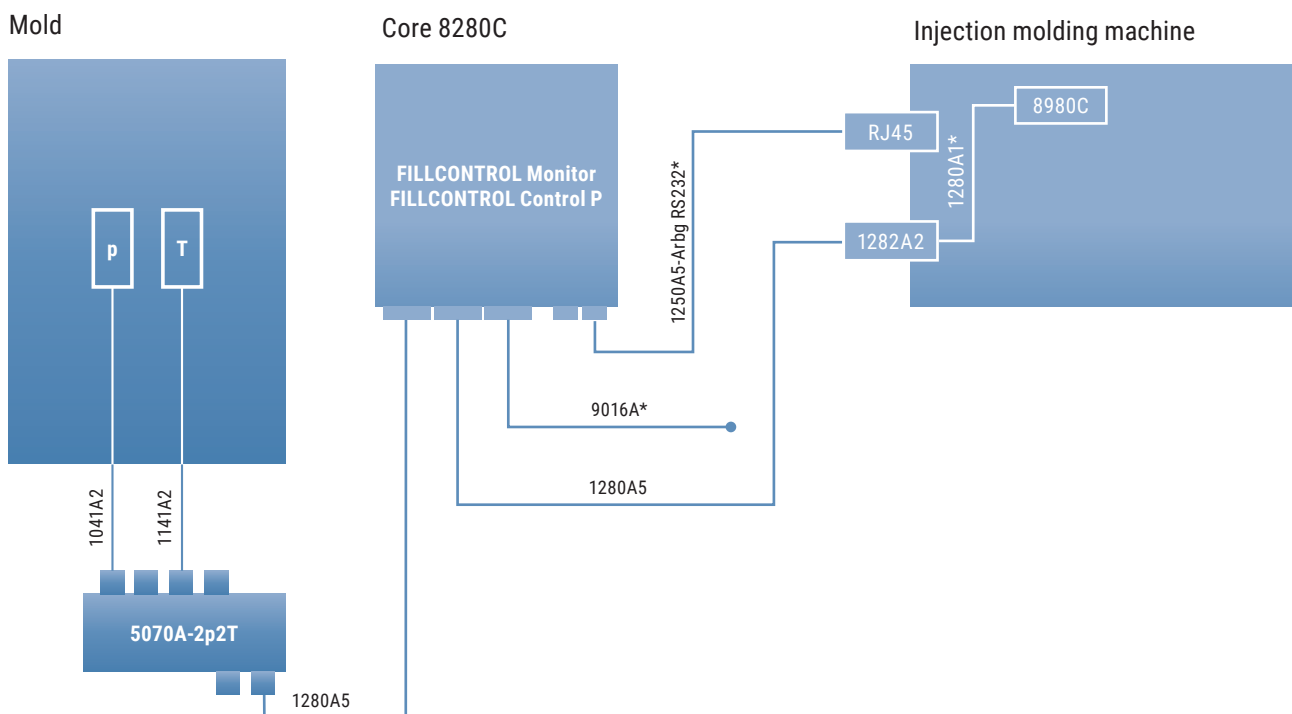 Mold
Core 8280C
Injection molding machine
8980C
RJ45
1280A1*
FILLCONTROL Monitor
FILLCONTROL Control P
p
T
1282A2
1250A5-Arbg RS232*
9016A*
1280A5
1041A2
1141A2
5070A-2p2T
1280A5